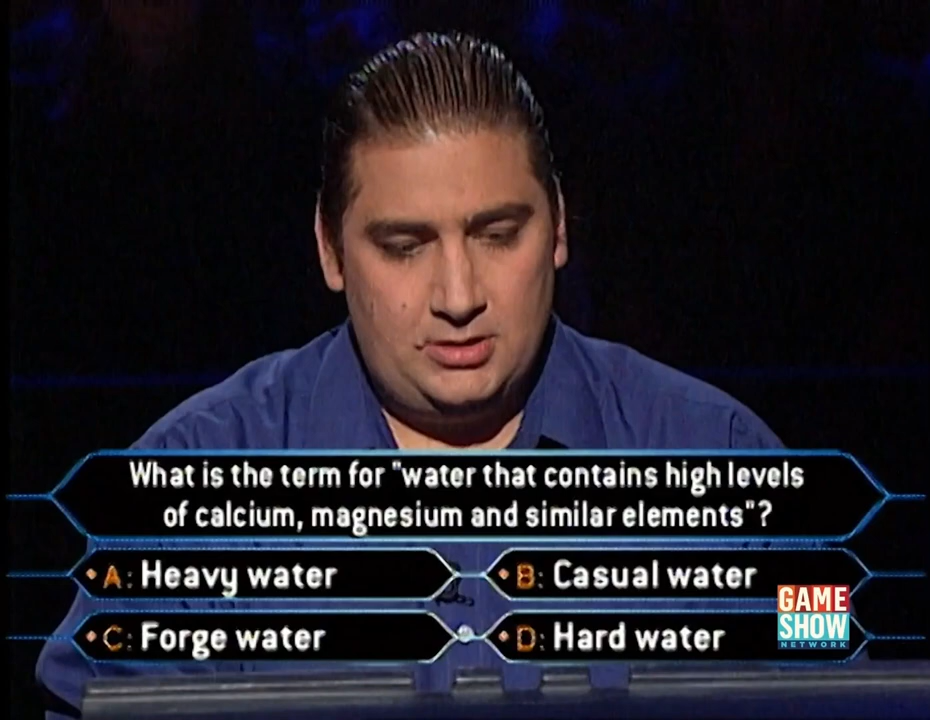 What is the term for "water that contains high levels
of calcium, magnesium and similar elements"?
A: Heavy water
B: Casual water
C: Forge water
D: Hard water
GAME
SHOW
NETWORK